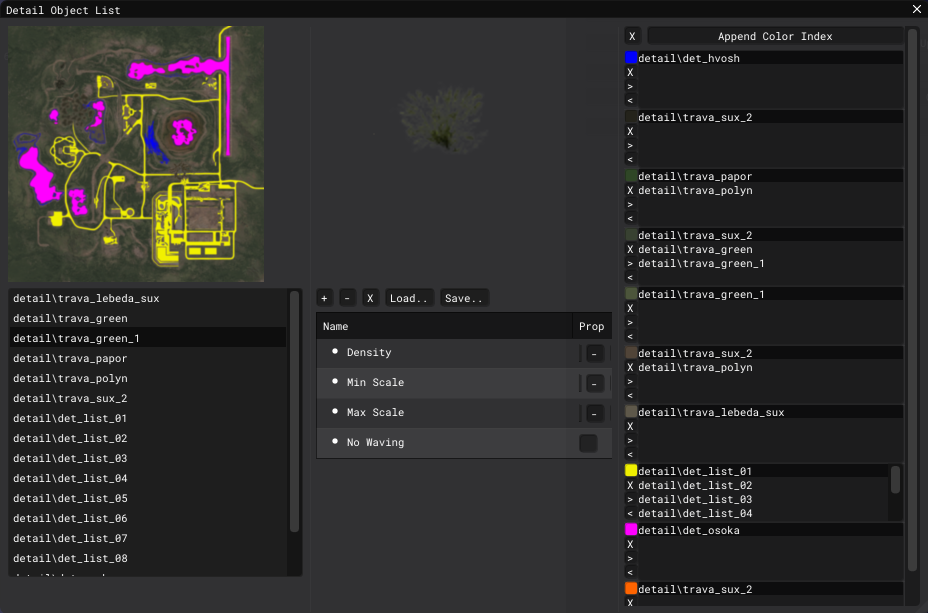 Detail Object List
detail\trava_lebeda_sux
detail\trava_green
detail\trava_green_1
detail\trava_papor
detail\trava_polyn
detail\trava_sux_2
detail\det_list_01
detail\det_list_02
detail\det_list_03
detail\det_list_04
detail\det_list_05
detail\det_list_06
detail\det_list_07
detail\det_list_08
+ - X Load.. Save..
Name Prop
Density -
Min Scale -
Max Scale -
No Waving
X Append Color Index
detail\det_hvosh
X
>
<
detail\trava_sux_2
X
>
<
detail\trava_papor
X detail\trava_polyn
>
<
detail\trava_sux_2
X detail\trava_green
> detail\trava_green_1
<
detail\trava_green_1
X
>
<
detail\trava_sux_2
X detail\trava_polyn
>
<
detail\trava_lebeda_sux
X
>
<
detail\det_list_01
X detail\det_list_02
> detail\det_list_03
< detail\det_list_04
detail\det_osoka
X
>
<
detail\trava_sux_2
X